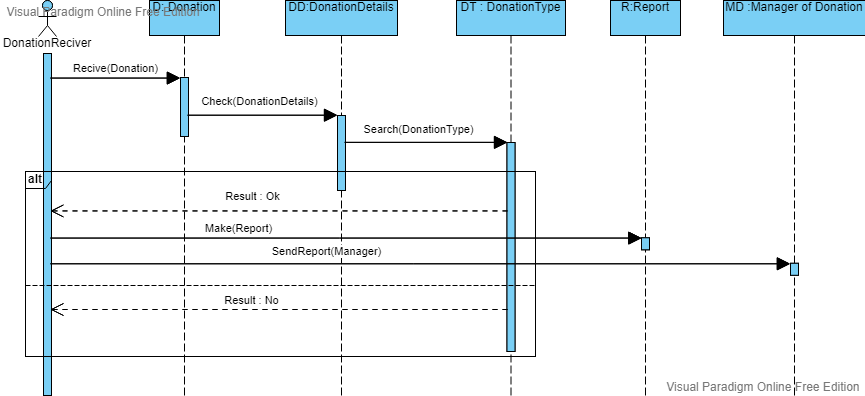 Visual Paradigm Online Free Edition
D: Donation
DD:DonationDetails
DT : DonationType
R:Report
MD :Manager of Donation
DonationReciver
Recive(Donation)
Check(DonationDetails)
Search(DonationType)
alt
Result : Ok
Make(Report)
SendReport(Manager)
Result : No
Visual Paradigm Online Free Edition